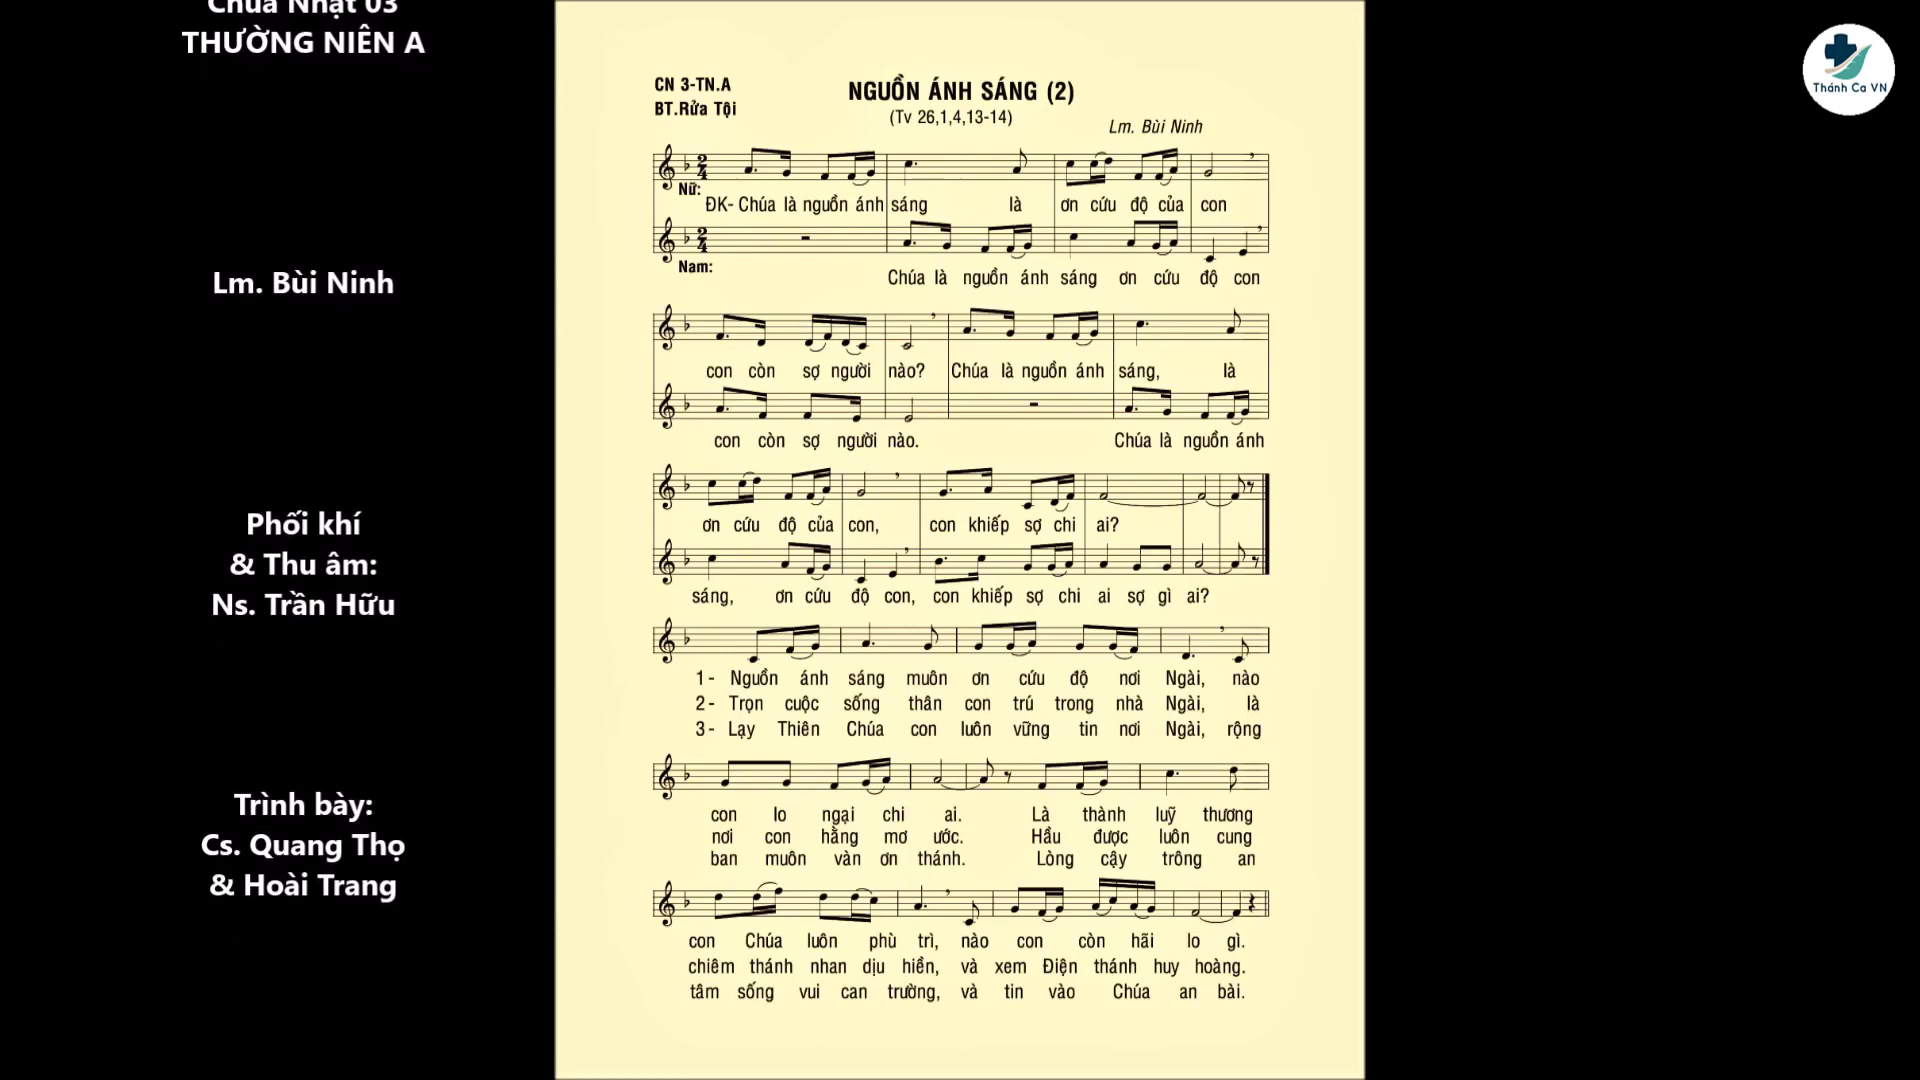 Chúa Nhật 03
THƯỜNG NIÊN A
Lm. Bùi Ninh
Phối khí
& Thu âm:
Ns. Trần Hữu
Trình bày:
Cs. Quang Thọ
& Hoài Trang
CN 3-TN.A
BT.Rửa Tội
NGUỒN ÁNH SÁNG (2)
(Tv 26,1,4,13-14)
Lm. Bùi Ninh
Thánh Ca VN
2
4
Nữ:
ĐK- Chúa là nguồn ánh sáng là ơn cứu độ của con
2
4
Nam:
Chúa là nguồn ánh sáng ơn cứu độ con
con còn sợ người nào? Chúa là nguồn ánh sáng, là
con còn sợ người nào. Chúa là nguồn ánh
ơn cứu độ của con, con khiếp sợ chi ai?
sáng, ơn cứu độ con, con khiếp sợ chi ai sợ gì ai?
1- Nguồn ánh sáng muôn ơn cứu độ nơi Ngài, nào
2- Trọn cuộc sống thân con trú trong nhà Ngài, là
3- Lạy Thiên Chúa con luôn vững tin nơi Ngài, rộng
con lo ngại chi ai. Là thành luỹ thương
nơi con hằng mơ ước. Hầu được luôn cung
ban muôn vàn ơn thánh. Lòng cậy trông an
con Chúa luôn phù trì, nào con còn hãi lo gì.
chiêm thánh nhan dịu hiền, và xem Điện thánh huy hoàng.
tâm sống vui can trường, và tin vào Chúa an bài.